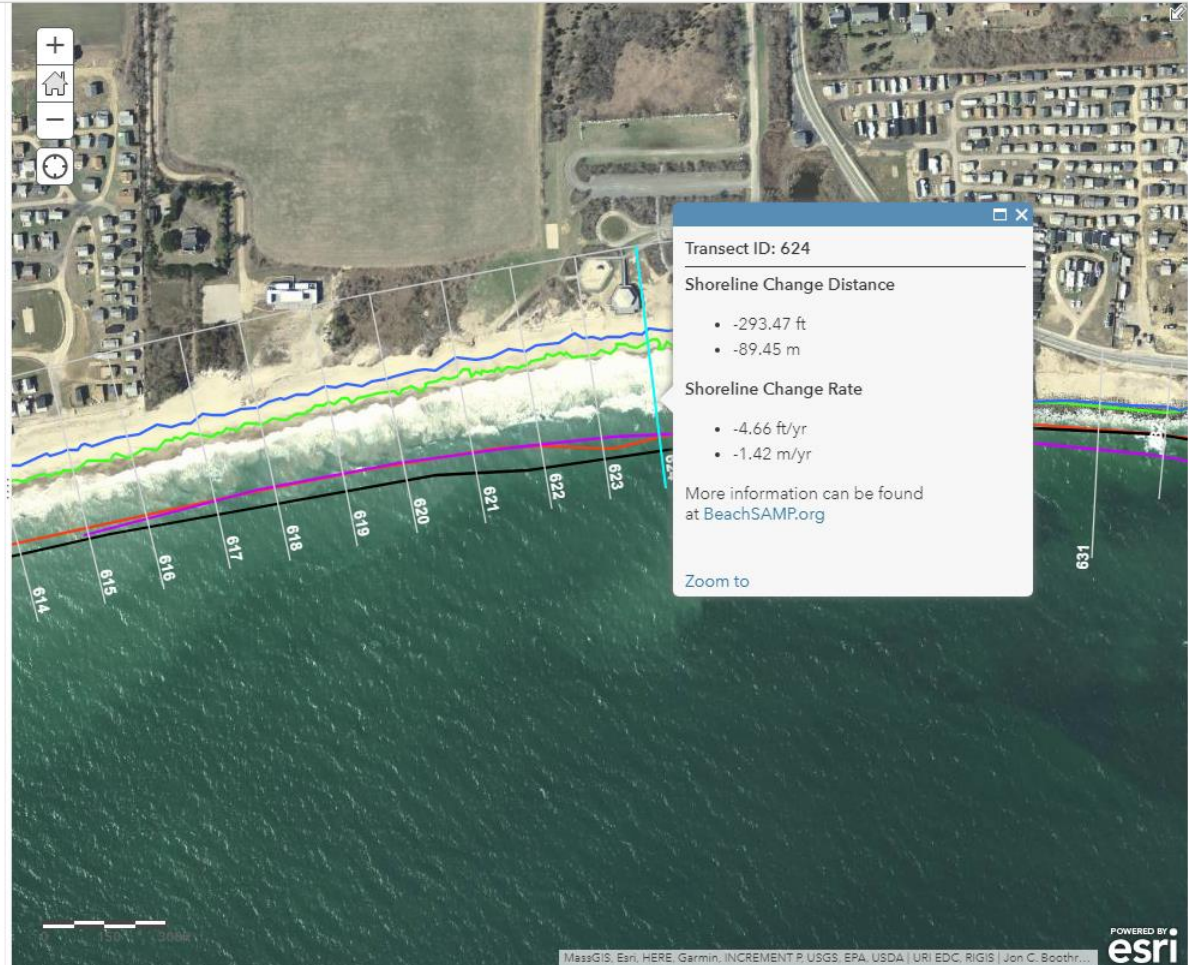 +
−
Transect ID: 624
Shoreline Change Distance
• -293.47 ft
• -89.45 m
Shoreline Change Rate
• -4.66 ft/yr
• -1.42 m/yr
More information can be found
at BeachSAMP.org
Zoom to
614
615
616
617
618
619
620
621
622
623
631
MassGIS, Esri, HERE, Garmin, INCREMENT P, USGS, EPA, USDA | URI EDC, RIGIS | Jon C. Boothr...
POWERED BY
esri